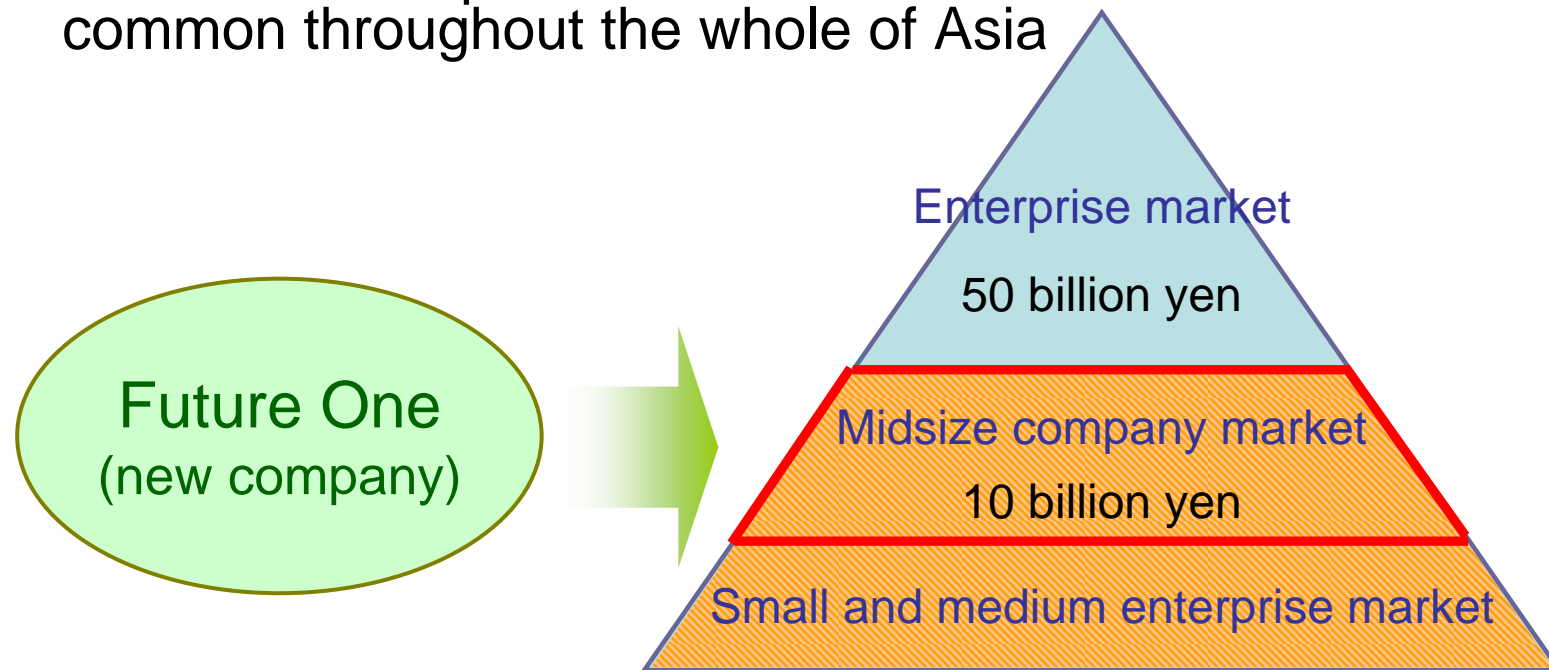 common throughout the whole of Asia
Enterprise market
50 billion yen
Future One
(new company)
Midsize company market
10 billion yen
Small and medium enterprise market